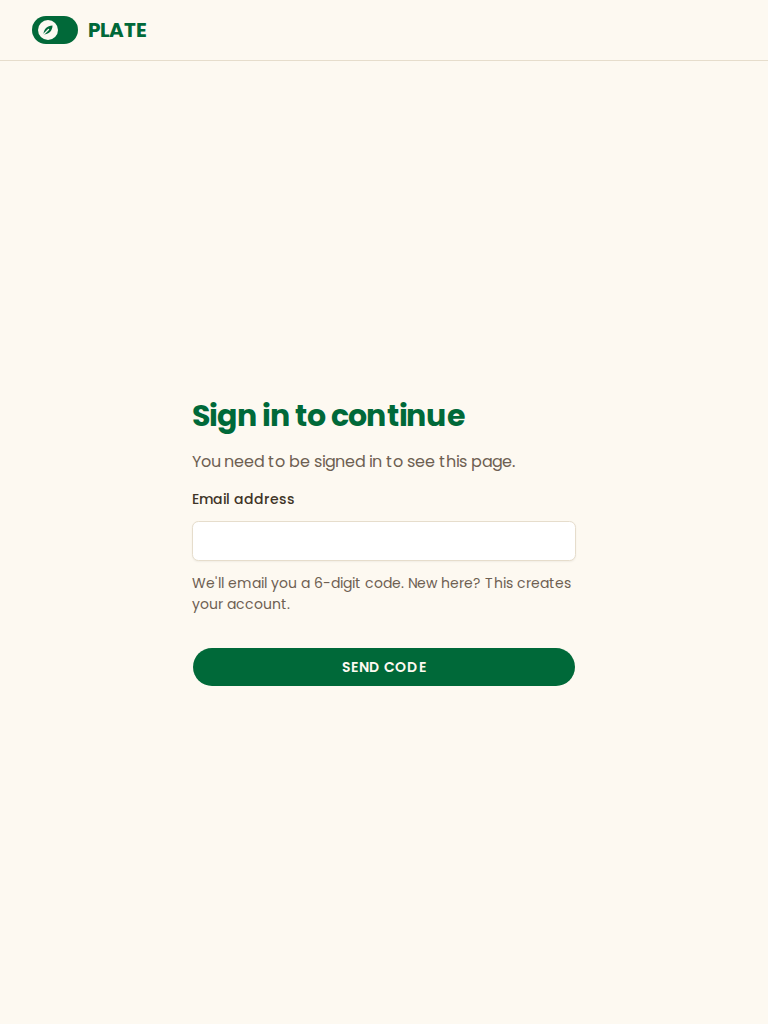 PLATE
Sign in to continue
You need to be signed in to see this page.
Email address
We'll email you a 6-digit code. New here? This creates
your account.
SEND CODE